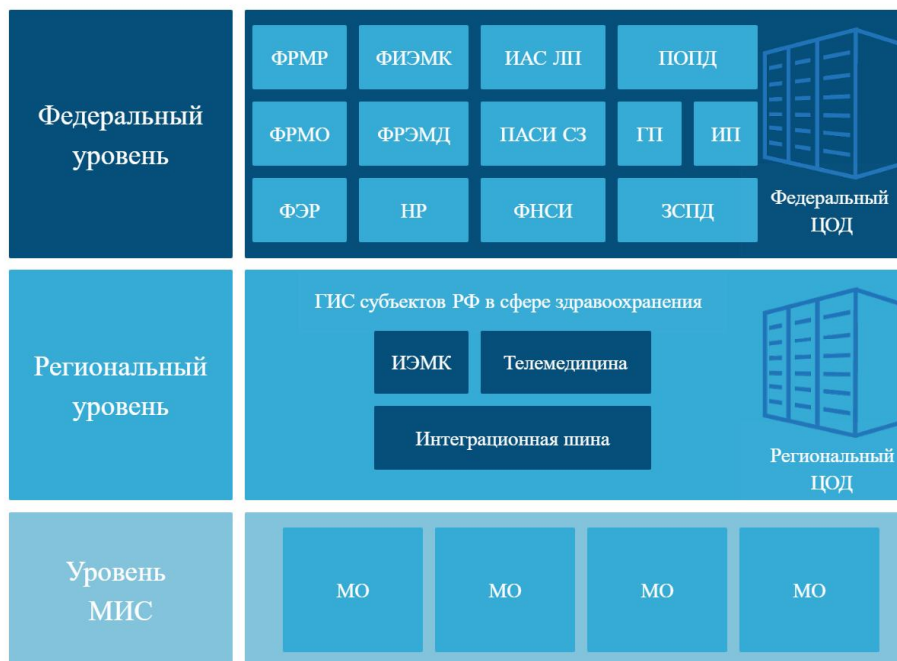 Федеральный
уровень
ФРМР ФИЭМК ИАС ЛП ПОПД
ФРМО ФРЭМД ПАСИ СЗ ГП ИП
ФЭР НР ФНСИ ЗСПД
Федеральный
ЦОД
Региональный
уровень
ГИС субъектов РФ в сфере здравоохранения
ИЭМК Телемедицина
Интеграционная шина
Региональный
ЦОД
Уровень
МИС
МО МО МО МО